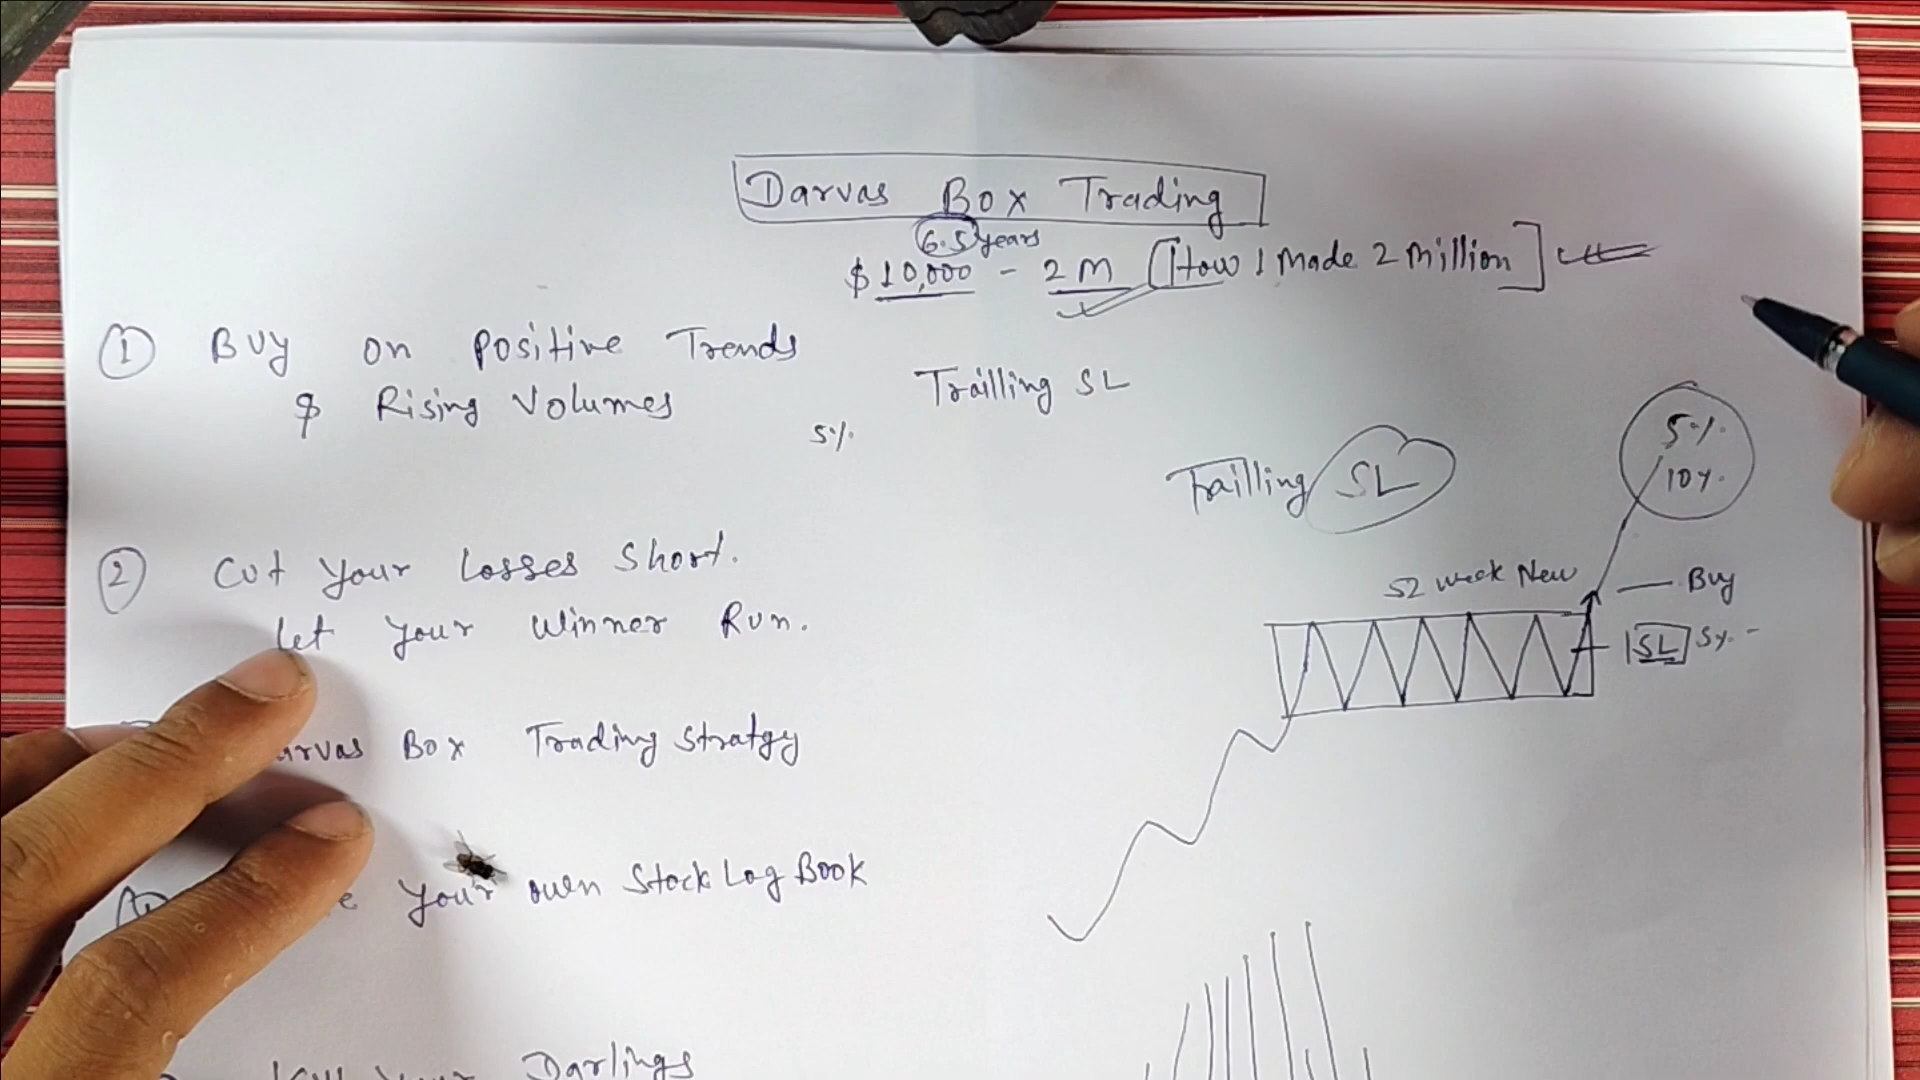 Darvas Box Trading
6.5 years
$10,000 - 2M [How I Made 2 Million]
① Buy on Positive Trends
& Rising Volumes
5%
Trailling SL
Trailling SL
5%
10%
② Cut Your Losses Short.
Let Your Winner Run.
52 week New
Buy
SL 5%
Box Trading Stratgy
Your own Stock Log Book
Your Darlings